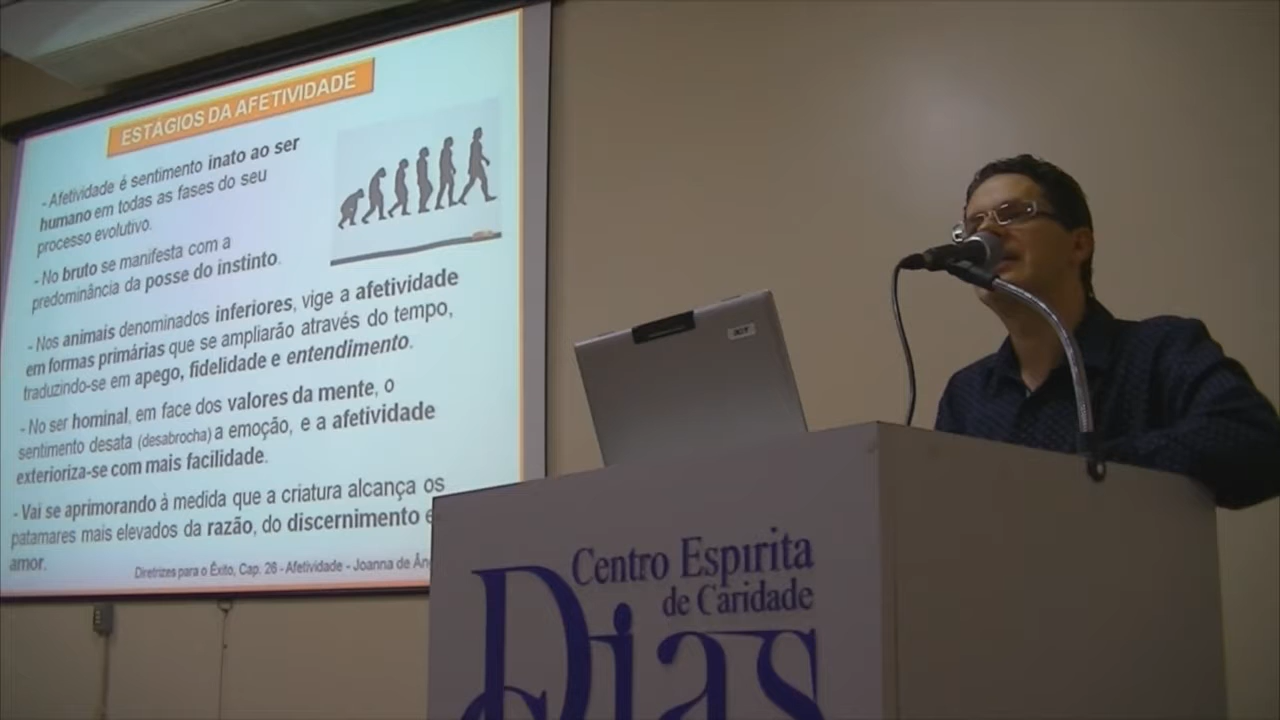 ESTÁGIOS DA AFETIVIDADE
- Afetividade é sentimento inato ao ser
humano em todas as fases do seu
processo evolutivo.
- No bruto se manifesta com a
predominância da posse do instinto.
- Nos animais denominados inferiores, vige a afetividade
em formas primárias que se ampliarão através do tempo,
traduzindo-se em apego, fidelidade e entendimento.
- No ser hominal, em face dos valores da mente, o
sentimento desata (desabrocha) a emoção, e a afetividade
exterioriza-se com mais facilidade.
- Vai se aprimorando à medida que a criatura alcança os
patamares mais elevados da razão, do discernimento e
amor.
Diretrizes para o Êxito, Cap. 26 - Afetividade - Joanna de
acer
Centro Espírita
de Caridade
Dias